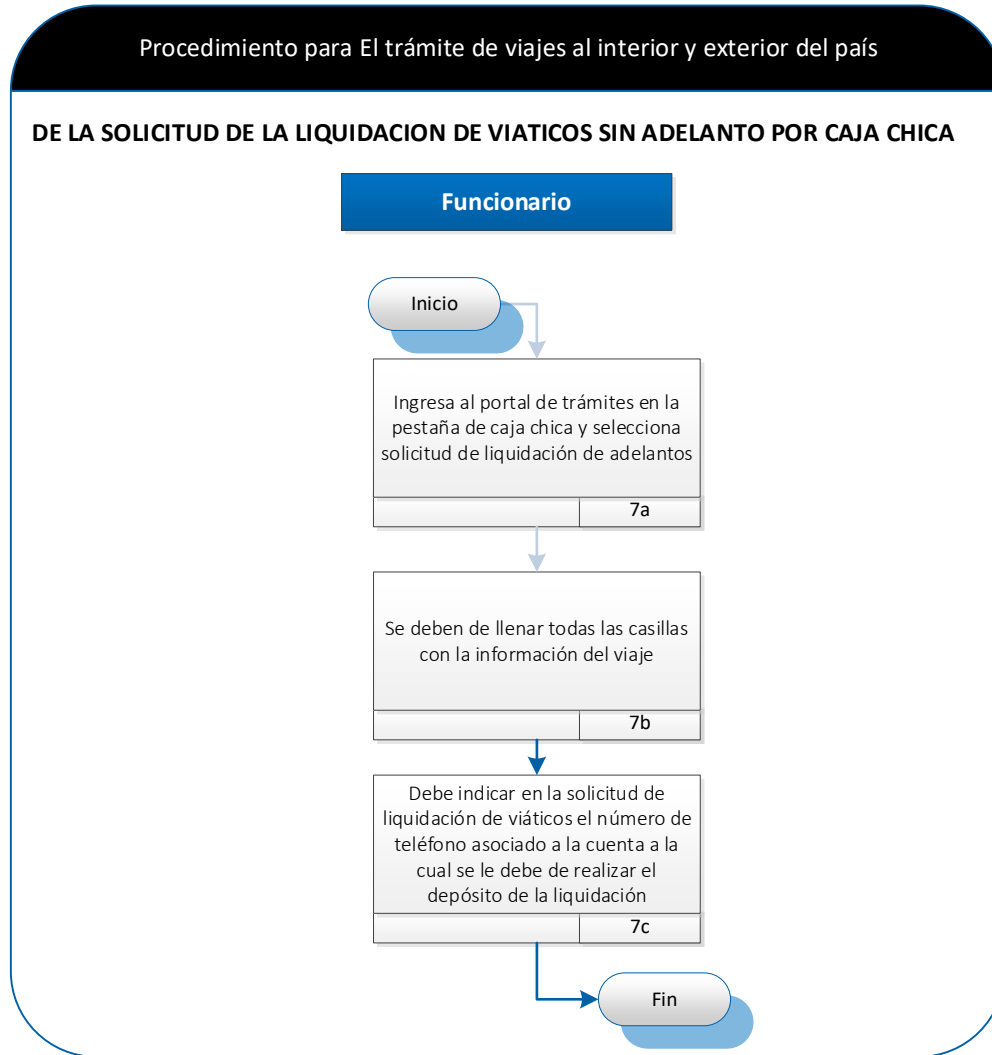 Procedimiento para El trámite de viajes al interior y exterior del país
DE LA SOLICITUD DE LA LIQUIDACION DE VIATICOS SIN ADELANTO POR CAJA CHICA
Funcionario
Inicio
Ingresa al portal de trámites en la
pestaña de caja chica y selecciona
solicitud de liquidación de adelantos
7a
Se deben de llenar todas las casillas
con la información del viaje
7b
Debe indicar en la solicitud de
liquidación de viáticos el número de
teléfono asociado a la cuenta a la
cual se le debe de realizar el
depósito de la liquidación
7c
Fin